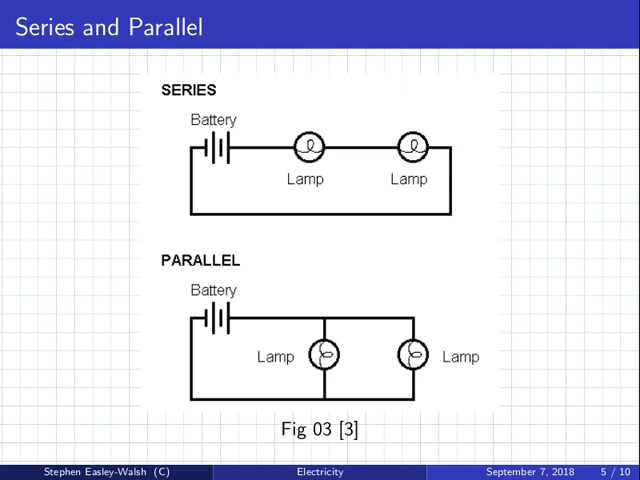 Series and Parallel
SERIES
Battery
Lamp Lamp
PARALLEL
Battery
Lamp Lamp
Fig 03 [3]
Stephen Easley-Walsh (C) Electricity September 7, 2018 5 / 10